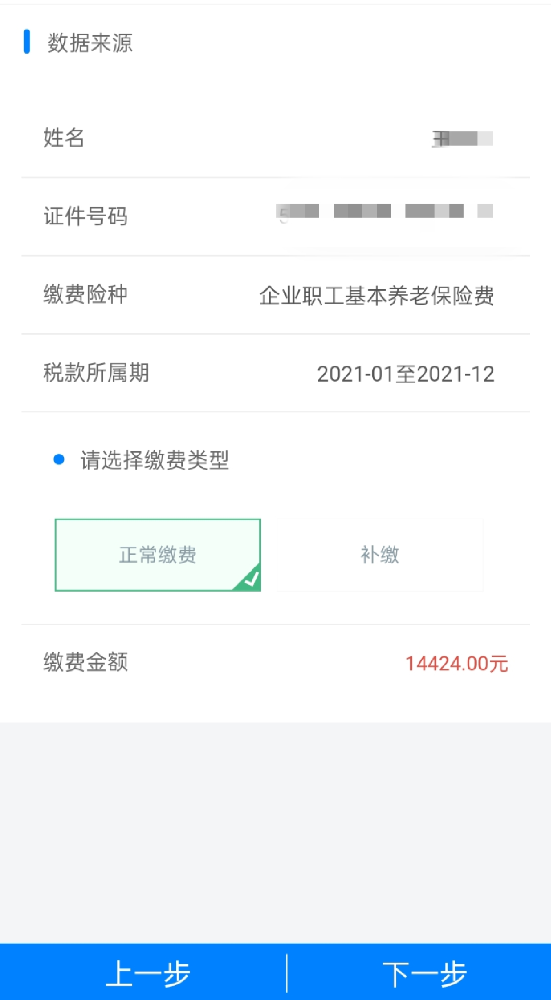 数据来源
姓名
证件号码
缴费险种 企业职工基本养老保险费
税款所属期 2021-01至2021-12
请选择缴费类型
正常缴费 补缴
缴费金额 14424.00元
上一步 下一步